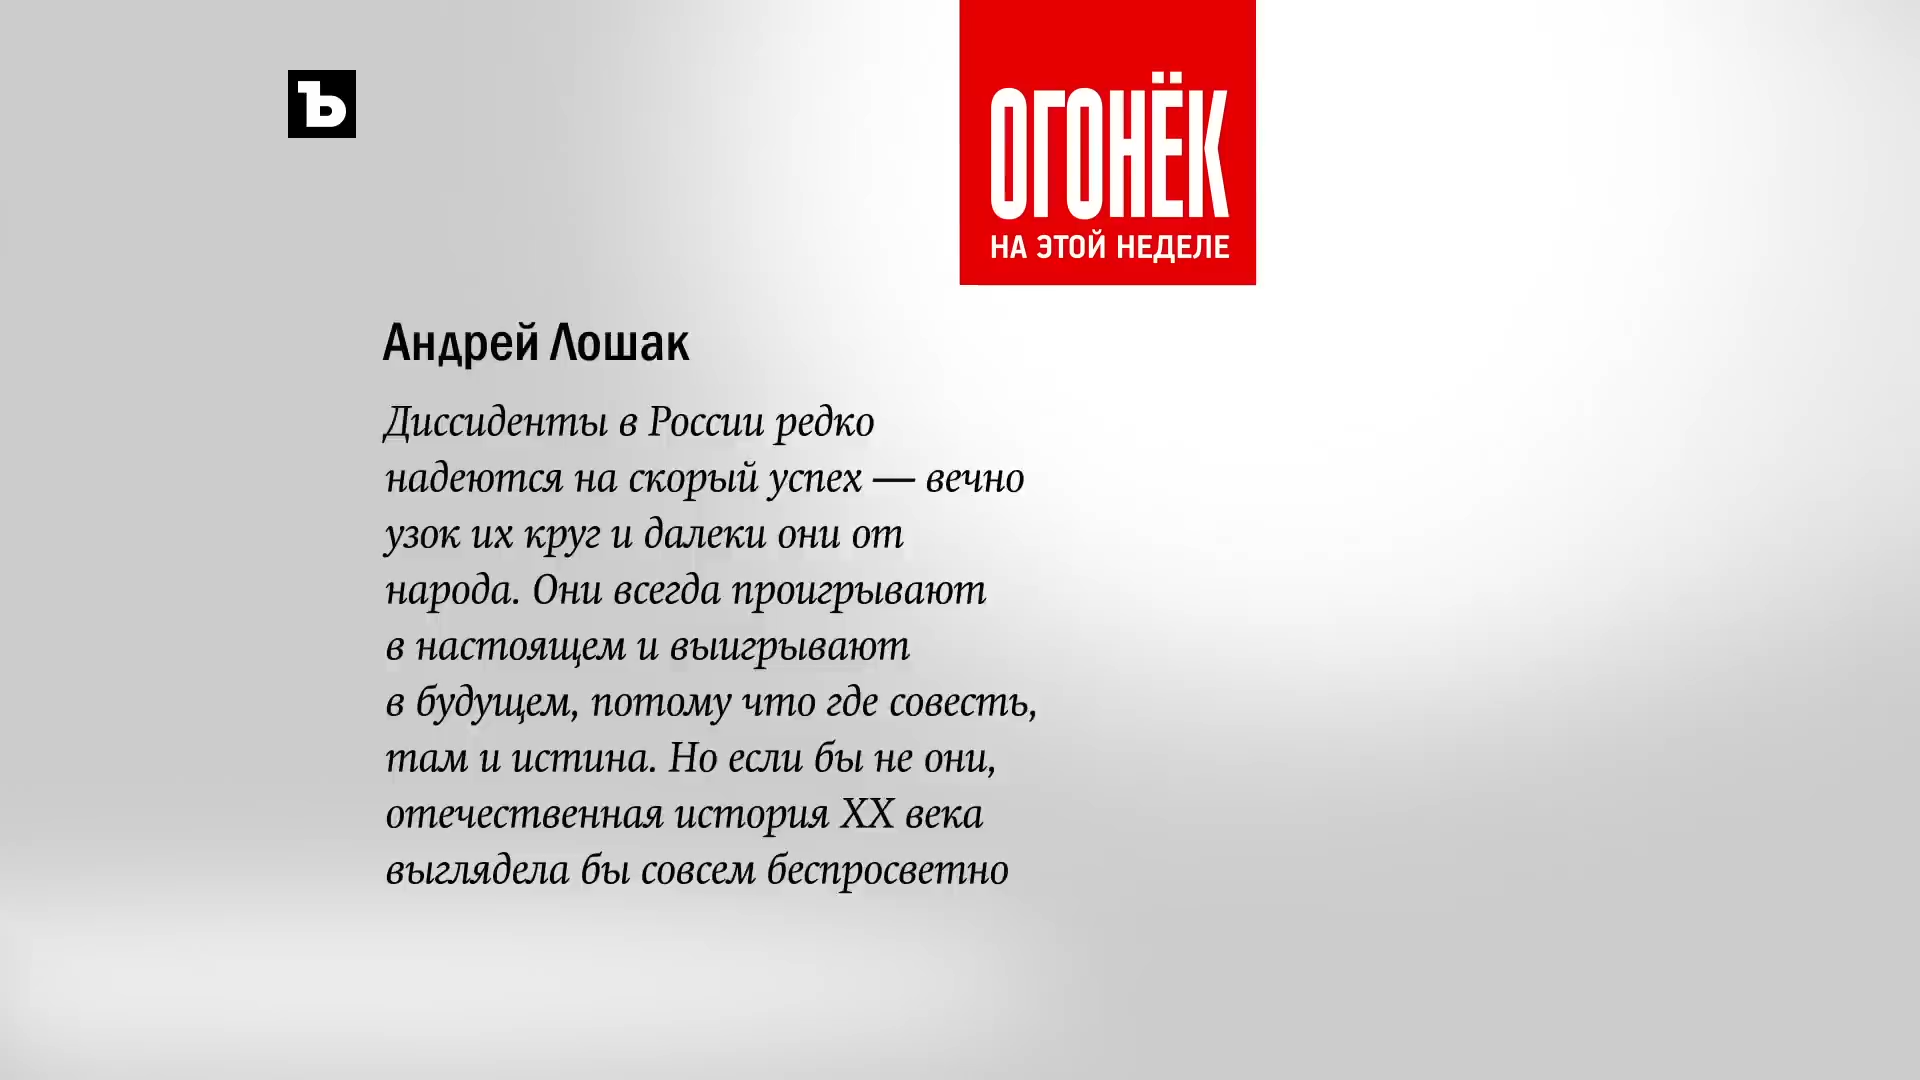 Ъ
ОГОНЁК
НА ЭТОЙ НЕДЕЛЕ
Андрей Лошак
Диссиденты в России редко
надеются на скорый успех — вечно
узок их круг и далеки они от
народа. Они всегда проигрывают
в настоящем и выигрывают
в будущем, потому что где совесть,
там и истина. Но если бы не они,
отечественная история XX века
выглядела бы совсем беспросветно